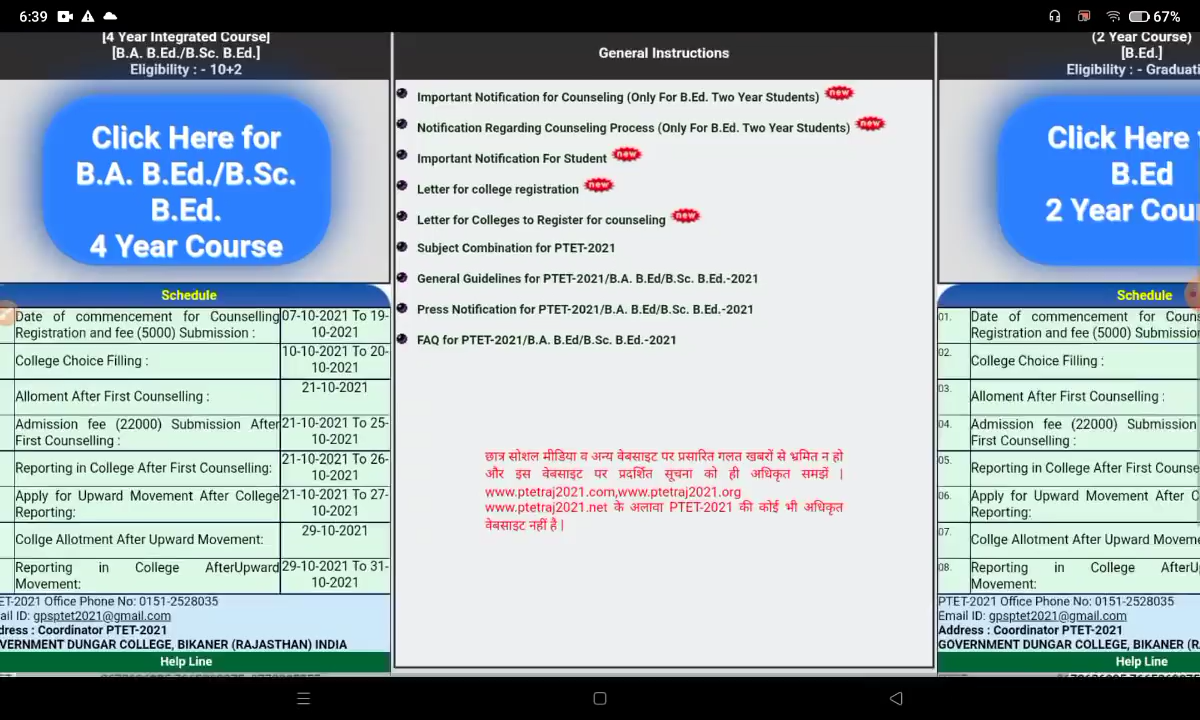 6:39
67%
[4 Year Integrated Course]
[B.A. B.Ed./B.Sc. B.Ed.]
Eligibility : - 10+2
Click Here for
B.A. B.Ed./B.Sc.
B.Ed.
4 Year Course
Schedule
Date of commencement for Counselling Registration and fee (5000) Submission : 07-10-2021 To 19-10-2021
College Choice Filling : 10-10-2021 To 20-10-2021
Alloment After First Counselling : 21-10-2021
Admission fee (22000) Submission After First Counselling : 21-10-2021 To 25-10-2021
Reporting in College After First Counselling: 21-10-2021 To 26-10-2021
Apply for Upward Movement After College Reporting: 21-10-2021 To 27-10-2021
Collge Allotment After Upward Movement: 29-10-2021
Reporting in College AfterUpward Movement: 29-10-2021 To 31-10-2021
ET-2021 Office Phone No: 0151-2528035
ail ID: gpsptet2021@gmail.com
dress : Coordinator PTET-2021
VERNMENT DUNGAR COLLEGE, BIKANER (RAJASTHAN) INDIA
Help Line
General Instructions
Important Notification for Counseling (Only For B.Ed. Two Year Students) new
Notification Regarding Counseling Process (Only For B.Ed. Two Year Students) new
Important Notification For Student new
Letter for college registration new
Letter for Colleges to Register for counseling new
Subject Combination for PTET-2021
General Guidelines for PTET-2021/B.A. B.Ed/B.Sc. B.Ed.-2021
Press Notification for PTET-2021/B.A. B.Ed/B.Sc. B.Ed.-2021
FAQ for PTET-2021/B.A. B.Ed/B.Sc. B.Ed.-2021
छात्र सोशल मीडिया व अन्य वेबसाइट पर प्रसारित गलत खबरों से भ्रमित न हो
और इस वेबसाइट पर प्रदर्शित सूचना को ही अधिकृत समझें |
www.ptetraj2021.com,www.ptetraj2021.org
www.ptetraj2021.net के अलावा PTET-2021 की कोई भी अधिकृत
वेबसाइट नहीं है |
(2 Year Course)
[B.Ed.]
Eligibility : - Graduati
Click Here
B.Ed
2 Year Cou
Schedule
01. Date of commencement for Couns
Registration and fee (5000) Submissio
02. College Choice Filling :
03. Alloment After First Counselling :
04. Admission fee (22000) Submission
First Counselling :
05. Reporting in College After First Counse
06. Apply for Upward Movement After C
Reporting:
07. Collge Allotment After Upward Moveme
08. Reporting in College AfterU
Movement:
PTET-2021 Office Phone No: 0151-2528035
Email ID: gpsptet2021@gmail.com
Address : Coordinator PTET-2021
GOVERNMENT DUNGAR COLLEGE, BIKANER (R
Help Line